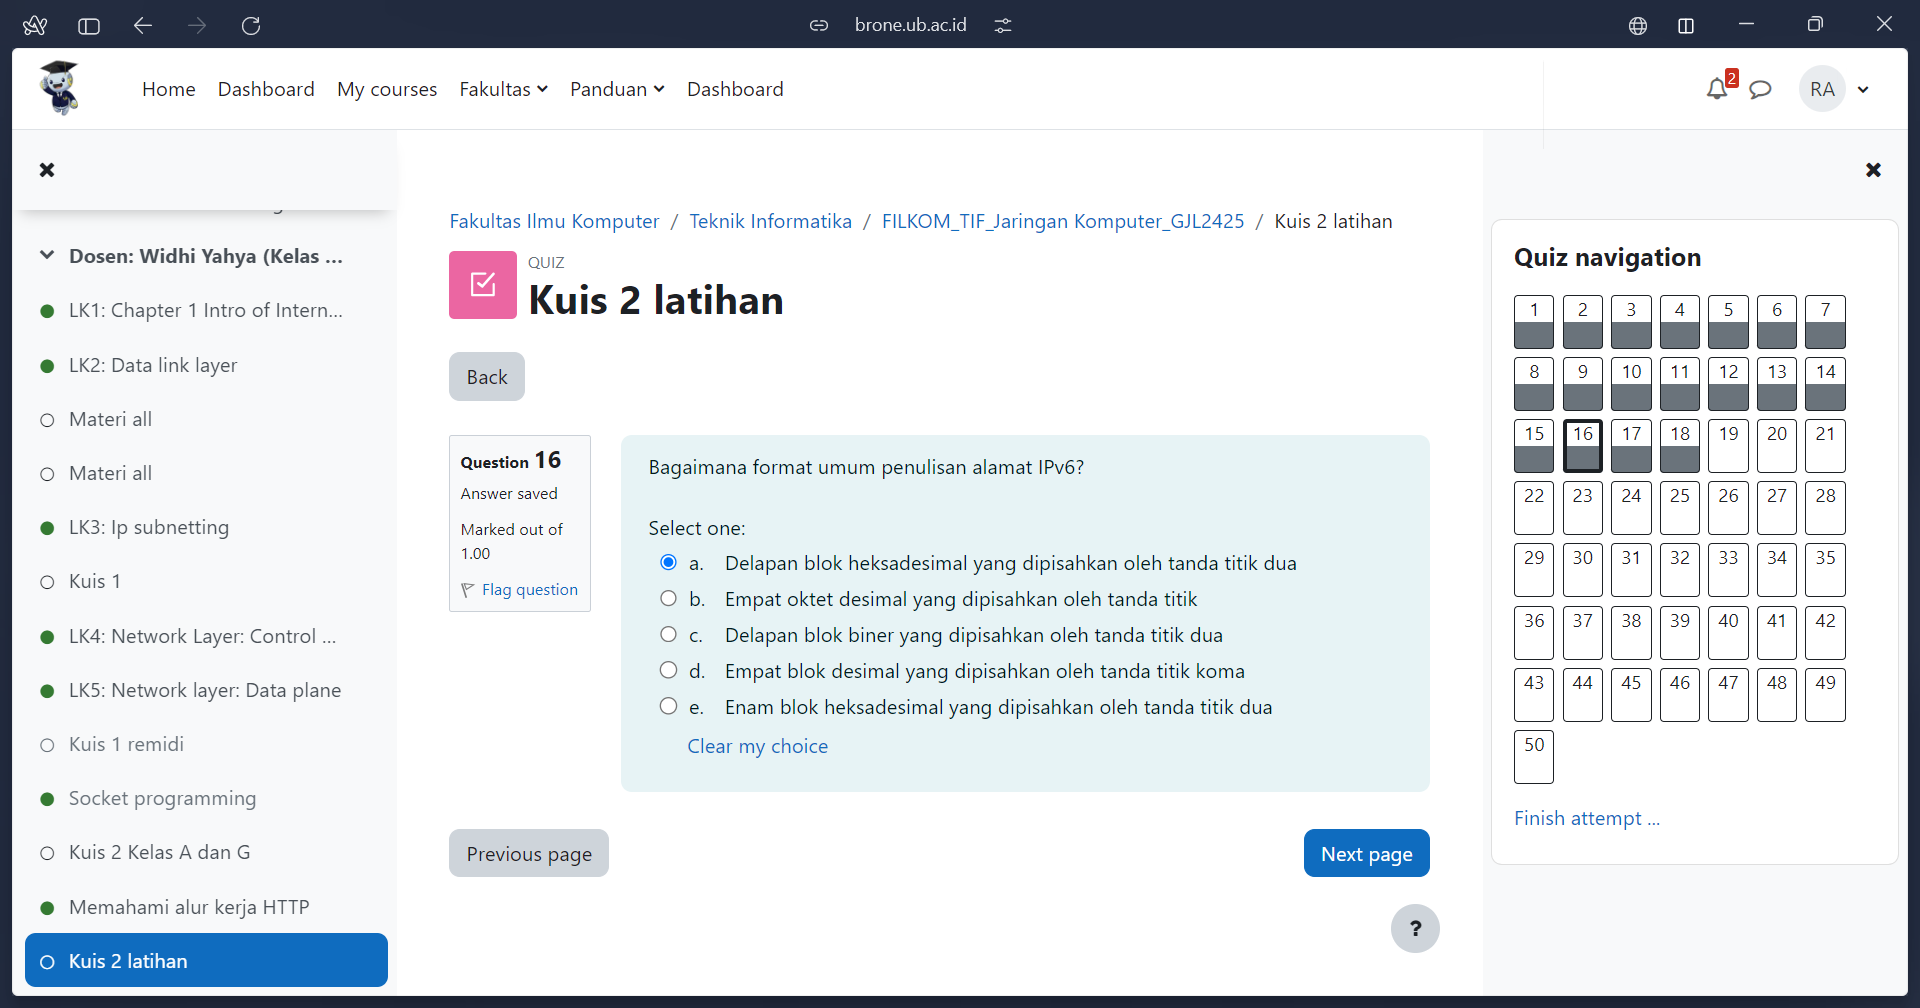 brone.ub.ac.id
Home Dashboard My courses Fakultas Panduan Dashboard
2
RA
Dosen: Widhi Yahya (Kelas ...
LK1: Chapter 1 Intro of Intern...
LK2: Data link layer
Materi all
Materi all
LK3: Ip subnetting
Kuis 1
LK4: Network Layer: Control ...
LK5: Network layer: Data plane
Kuis 1 remidi
Socket programming
Kuis 2 Kelas A dan G
Memahami alur kerja HTTP
Kuis 2 latihan
Fakultas Ilmu Komputer / Teknik Informatika / FILKOM_TIF_Jaringan Komputer_GJL2425 / Kuis 2 latihan
QUIZ
Kuis 2 latihan
Back
Question 16
Answer saved
Marked out of
1.00
Flag question
Bagaimana format umum penulisan alamat IPv6?
Select one:
a. Delapan blok heksadesimal yang dipisahkan oleh tanda titik dua
b. Empat oktet desimal yang dipisahkan oleh tanda titik
c. Delapan blok biner yang dipisahkan oleh tanda titik dua
d. Empat blok desimal yang dipisahkan oleh tanda titik koma
e. Enam blok heksadesimal yang dipisahkan oleh tanda titik dua
Clear my choice
Previous page
Next page
?
Quiz navigation
1 2 3 4 5 6 7
8 9 10 11 12 13 14
15 16 17 18 19 20 21
22 23 24 25 26 27 28
29 30 31 32 33 34 35
36 37 38 39 40 41 42
43 44 45 46 47 48 49
50
Finish attempt ...